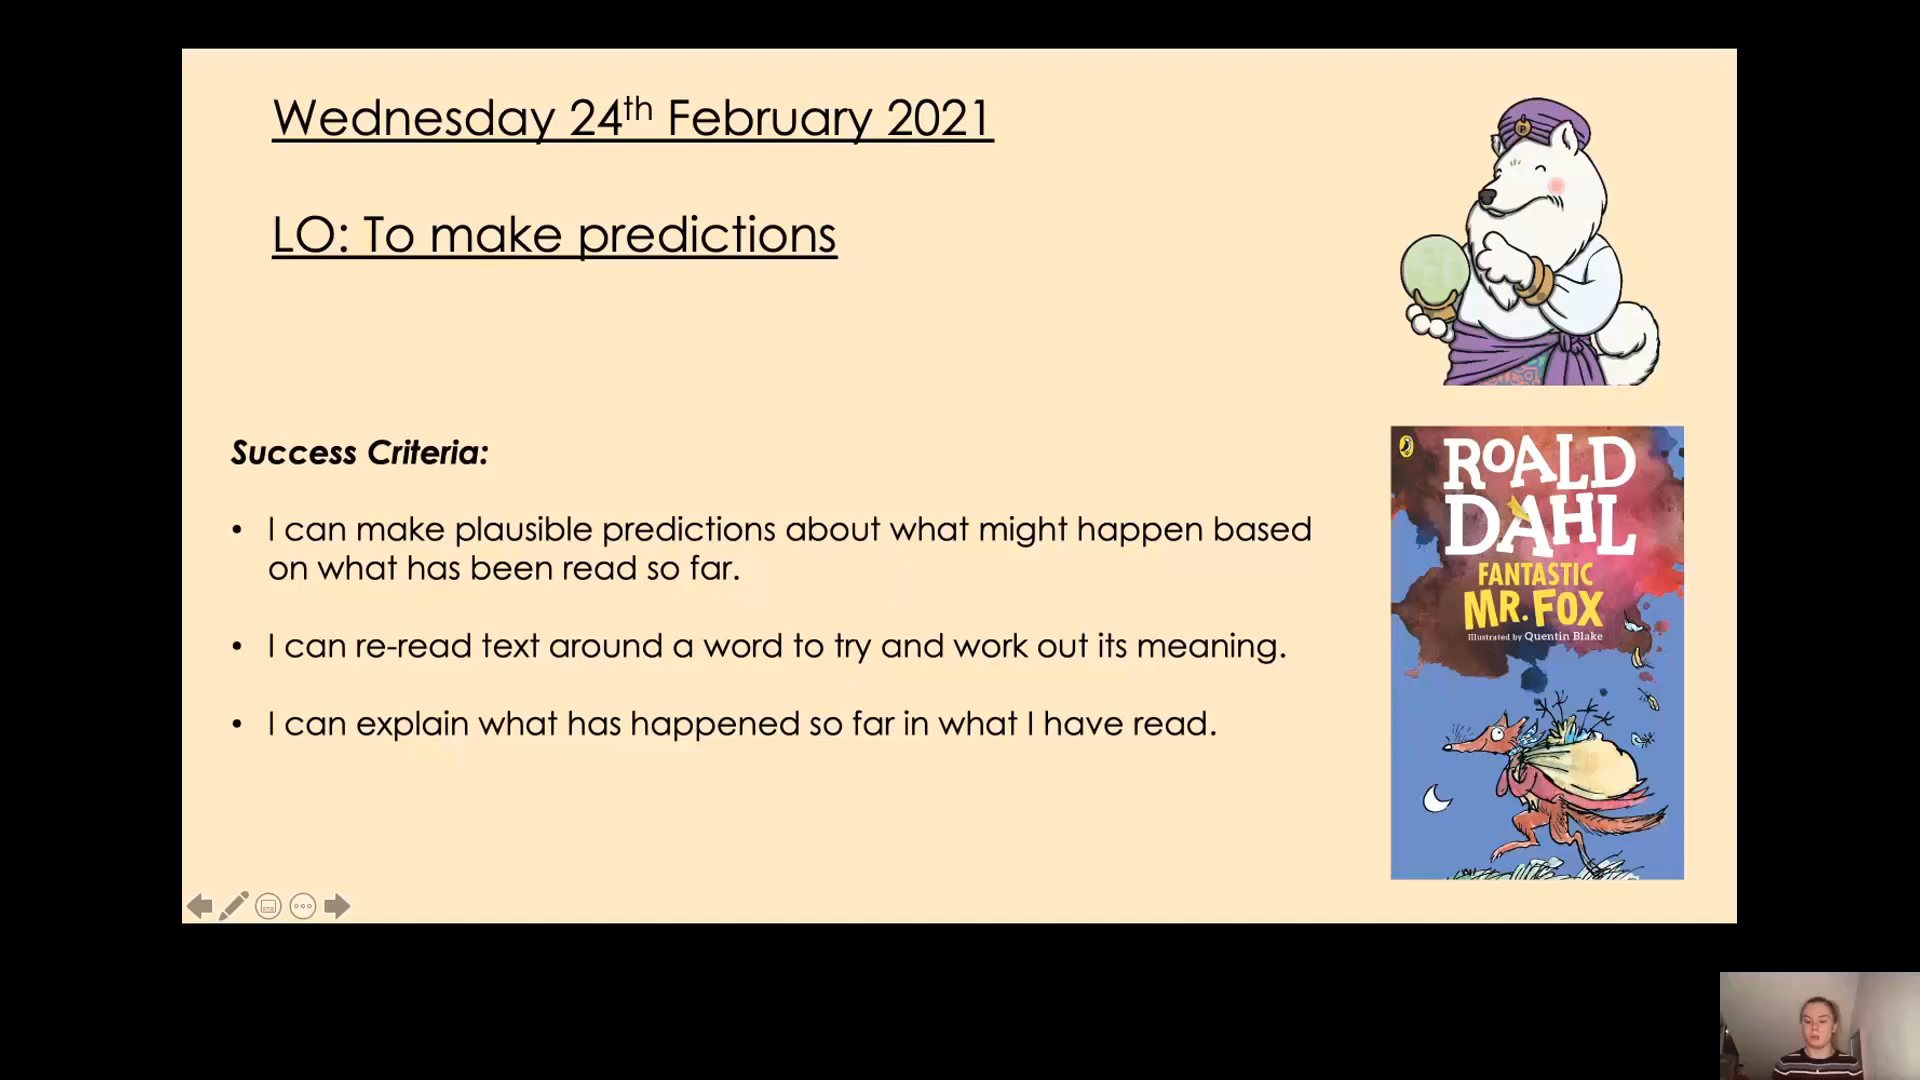 Wednesday 24th February 2021
LO: To make predictions
Success Criteria:
• I can make plausible predictions about what might happen based
on what has been read so far.
• I can re-read text around a word to try and work out its meaning.
• I can explain what has happened so far in what I have read.
P
ROALD
DAHL
FANTASTIC
MR. FOX
Illustrated by Quentin Blake